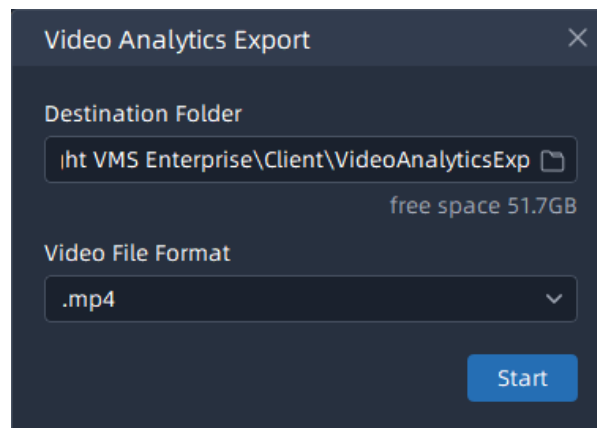 Video Analytics Export
Destination Folder
ht VMS Enterprise\Client\VideoAnalyticsExp
free space 51.7GB
Video File Format
.mp4
Start